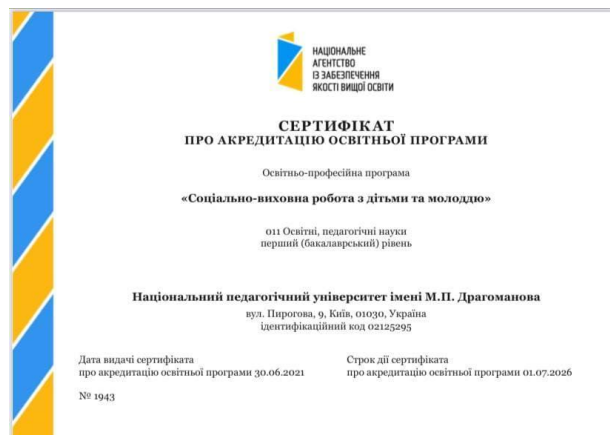 НАЦІОНАЛЬНЕ
АГЕНТСТВО
ІЗ ЗАБЕЗПЕЧЕННЯ
ЯКОСТІ ВИЩОЇ ОСВІТИ
СЕРТИФІКАТ
ПРО АКРЕДИТАЦІЮ ОСВІТНЬОЇ ПРОГРАМИ
Освітньо-професійна програма
«Соціально-виховна робота з дітьми та молоддю»
011 Освітні, педагогічні науки
перший (бакалаврський) рівень
Національний педагогічний університет імені М.П. Драгоманова
вул. Пирогова, 9, Київ, 01030, Україна
ідентифікаційний код 02125295
Дата видачі сертифіката
про акредитацію освітньої програми 30.06.2021
№ 1943
Строк дії сертифіката
про акредитацію освітньої програми 01.07.2026